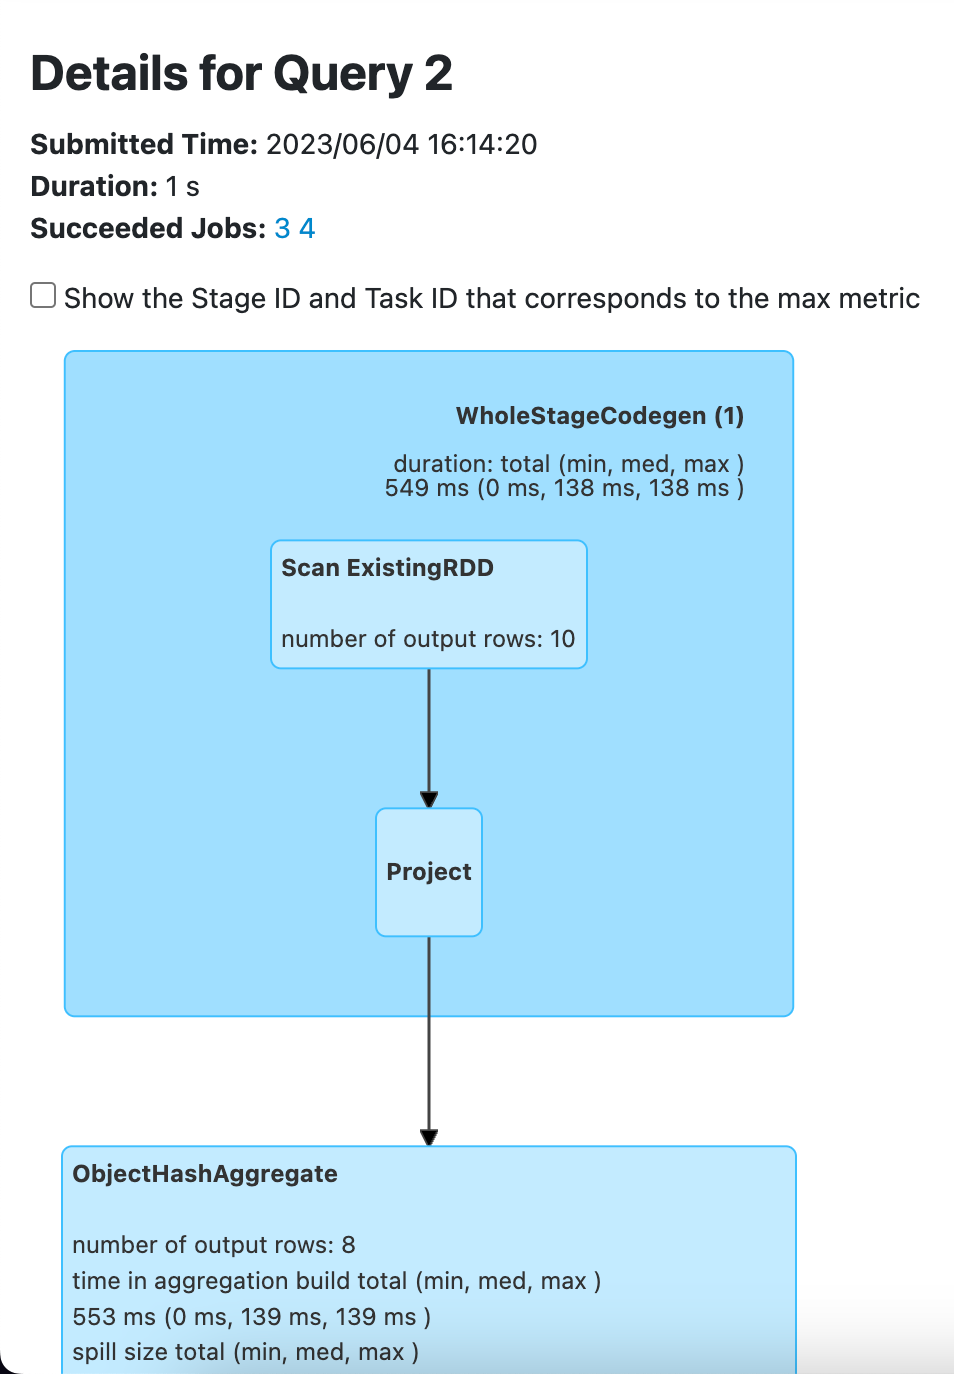 Details for Query 2
Submitted Time: 2023/06/04 16:14:20
Duration: 1 s
Succeeded Jobs: 3 4
Show the Stage ID and Task ID that corresponds to the max metric
WholeStageCodegen (1)
duration: total (min, med, max )
549 ms (0 ms, 138 ms, 138 ms )
Scan ExistingRDD
number of output rows: 10
Project
ObjectHashAggregate
number of output rows: 8
time in aggregation build total (min, med, max )
553 ms (0 ms, 139 ms, 139 ms )
spill size total (min, med, max )